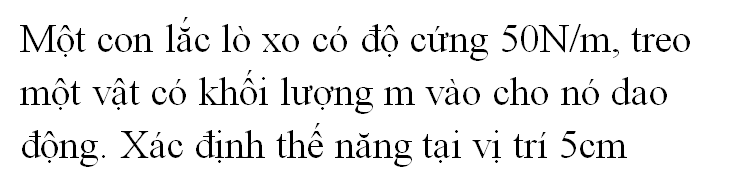 Một con lắc lò xo có độ cứng 50N/m, treo
một vật có khối lượng m vào cho nó dao
động. Xác định thế năng tại vị trí 5cm